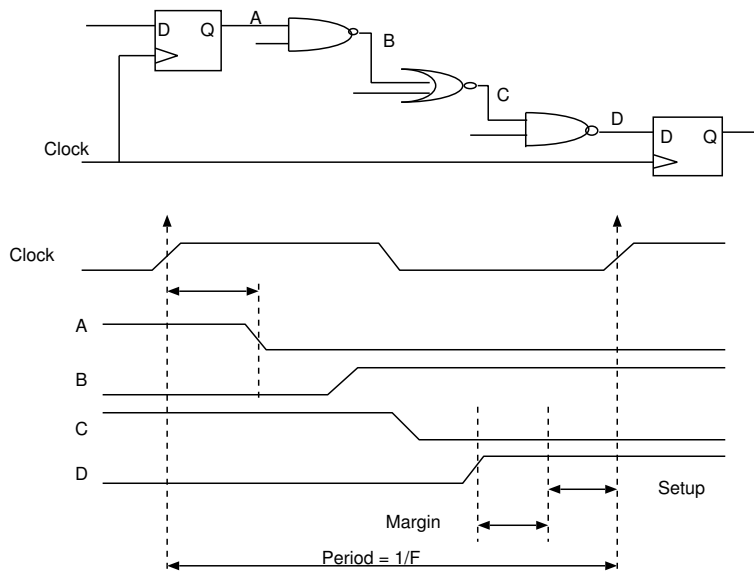 A
D Q
B
C
D
D Q
Clock
Clock
A
B
C
D
Setup
Margin
Period = 1/F